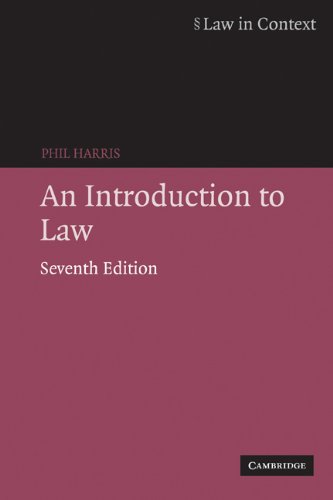 § Law in Context
PHIL HARRIS
An Introduction to
Law
Seventh Edition
CAMBRIDGE